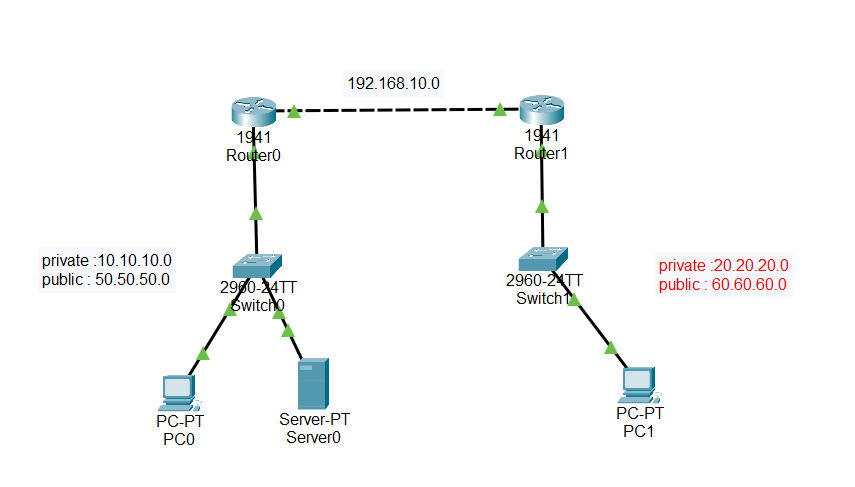 192.168.10.0
1941
Router0
1941
Router1
private :10.10.10.0
public : 50.50.50.0
2960-24TT
Switch0
2960-24TT
Switch1
private :20.20.20.0
public : 60.60.60.0
PC-PT
PC0
Server-PT
Server0
PC-PT
PC1